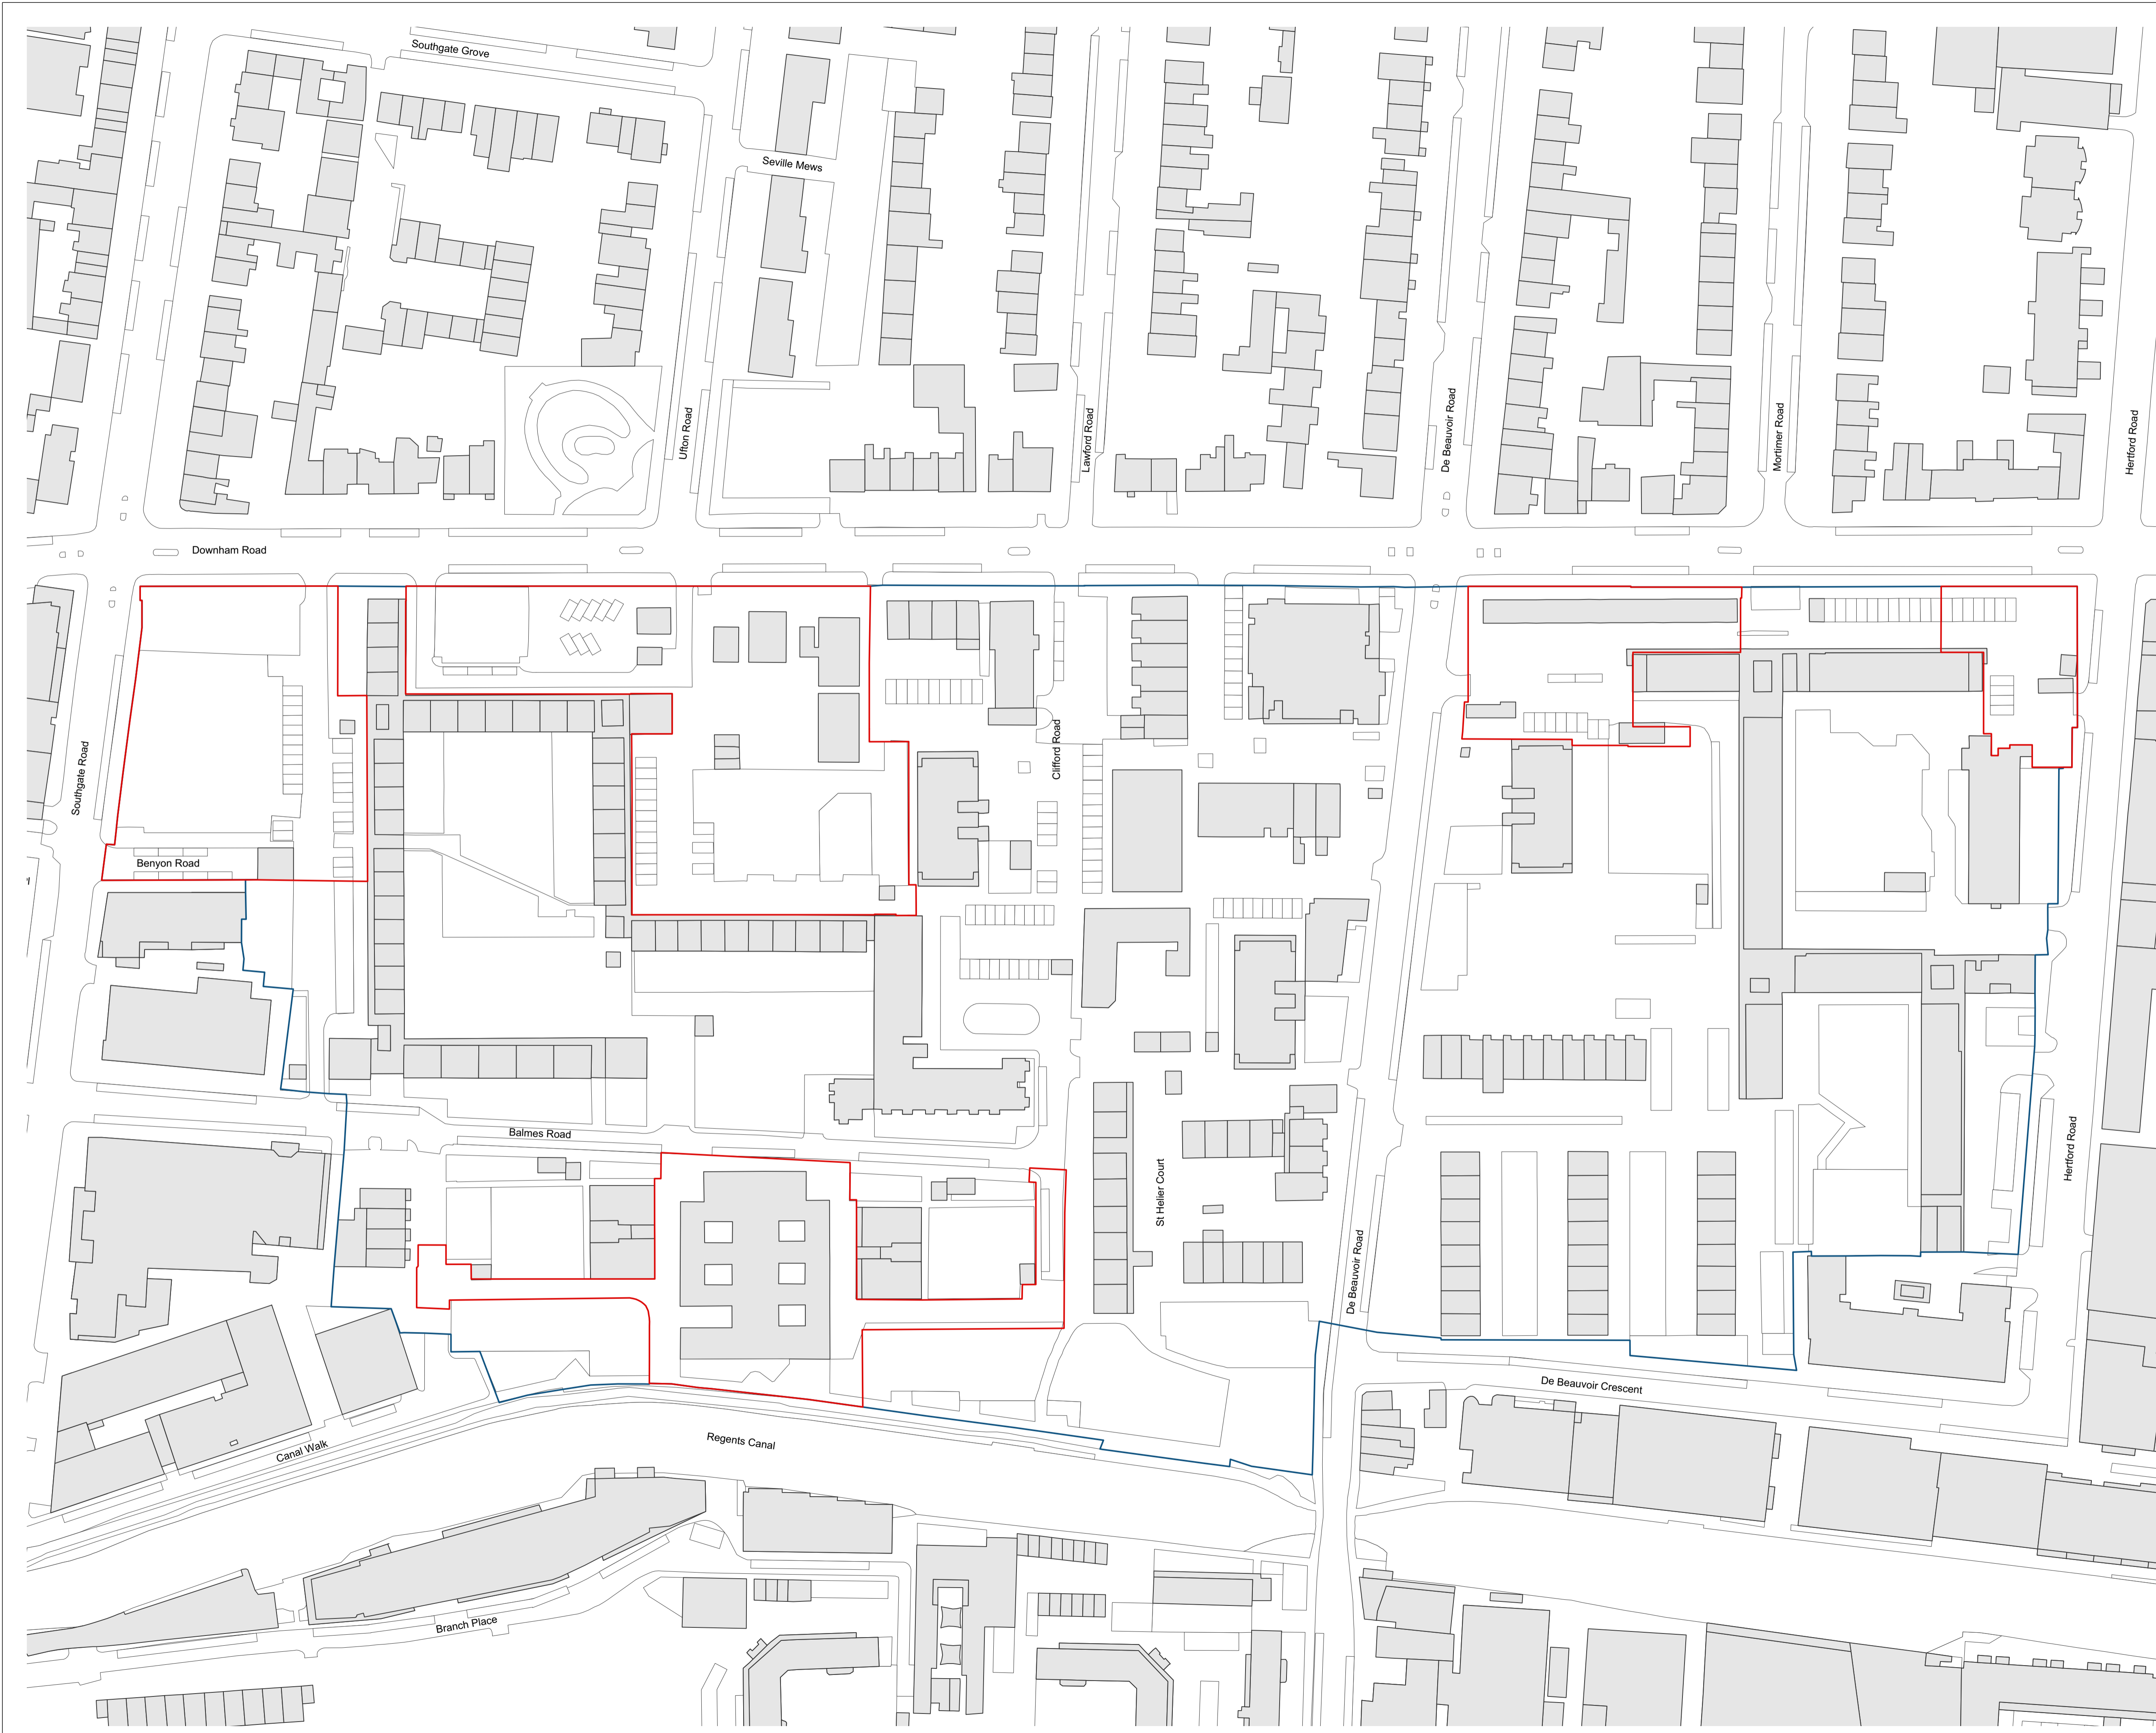 Southgate Grove
Seville Mews
Ufton Road
Lawford Road
De Beauvoir Road
Mortimer Road
Hertford Road
Downham Road
Southgate Road
Clifford Road
Benyon Road
Balmes Road
St Helier Court
De Beauvoir Road
Hertford Road
De Beauvoir Crescent
Canal Walk
Regents Canal
Branch Place